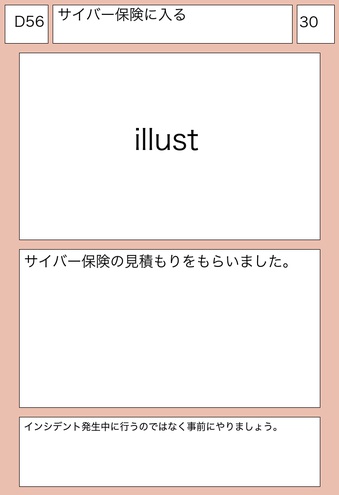 D56
サイバー保険に入る
30
illust
サイバー保険の見積もりをもらいました。
インシデント発生中に行うのではなく事前にやりましょう。